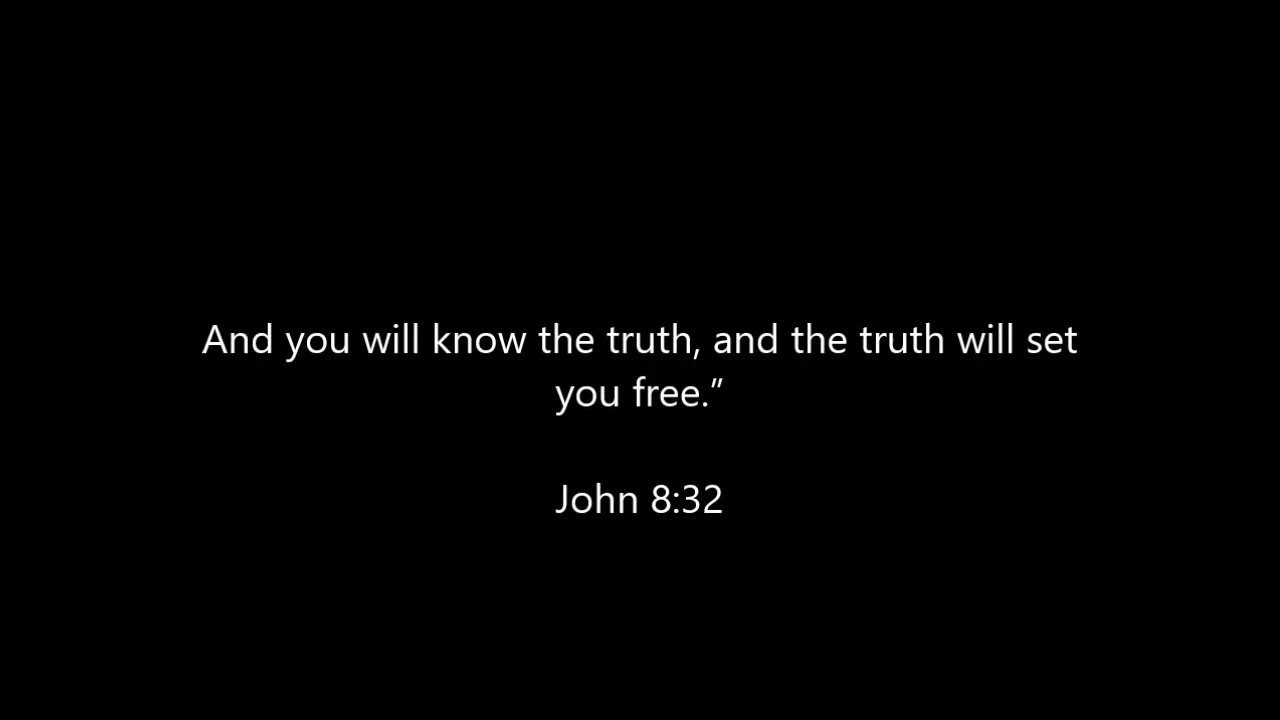 And you will know the truth, and the truth will set
you free.”
John 8:32